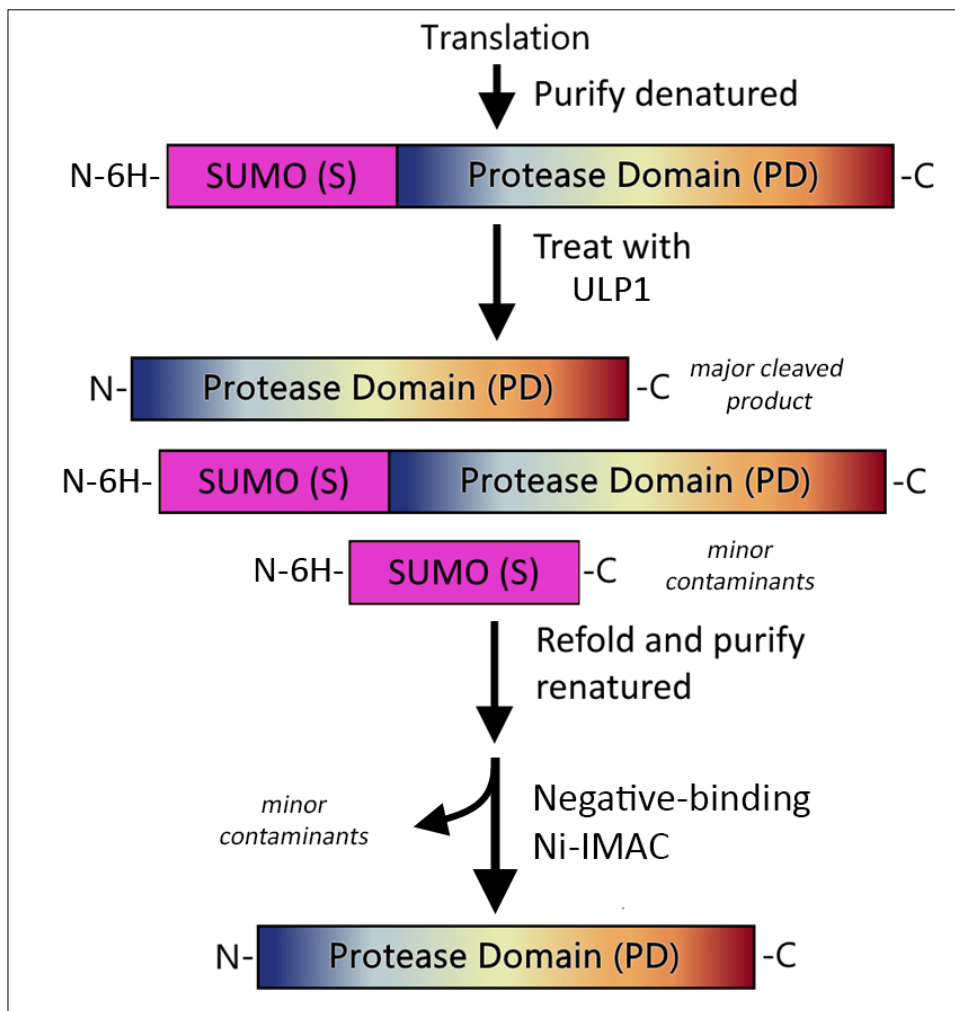 Translation
Purify denatured
N-6H- SUMO (S) Protease Domain (PD) -C
Treat with
ULP1
N- Protease Domain (PD) -C major cleaved
product
N-6H- SUMO (S) Protease Domain (PD) -C
N-6H- SUMO (S) -C minor
contaminants
Refold and purify
renatured
minor
contaminants
Negative-binding
Ni-IMAC
N- Protease Domain (PD) -C